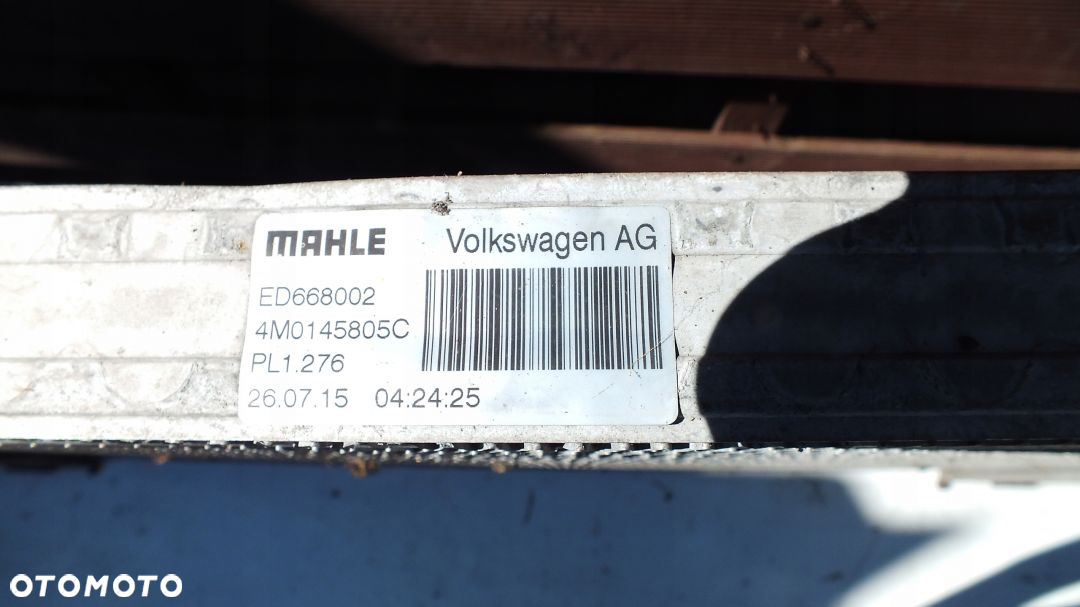 MAHLE Volkswagen AG
ED668002
4M0145805C
PL1.276
26.07.15 04:24:25
OTOMOTO